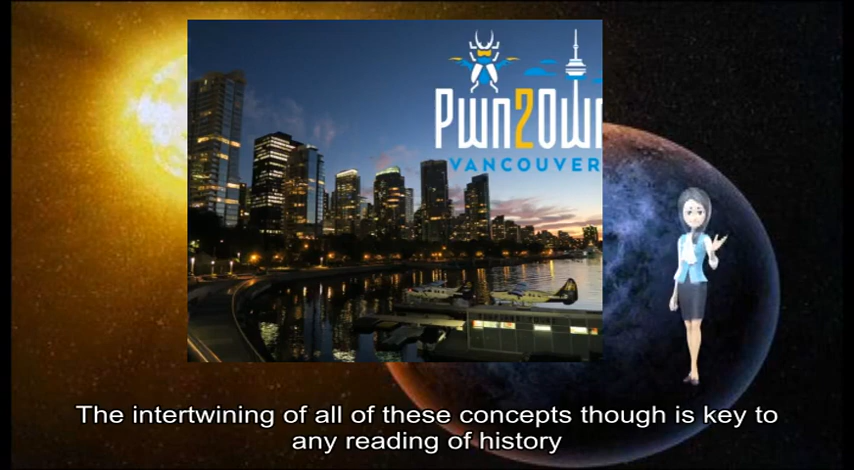 Pwn2Own
VANCOUVER
The intertwining of all of these concepts though is key to
any reading of history